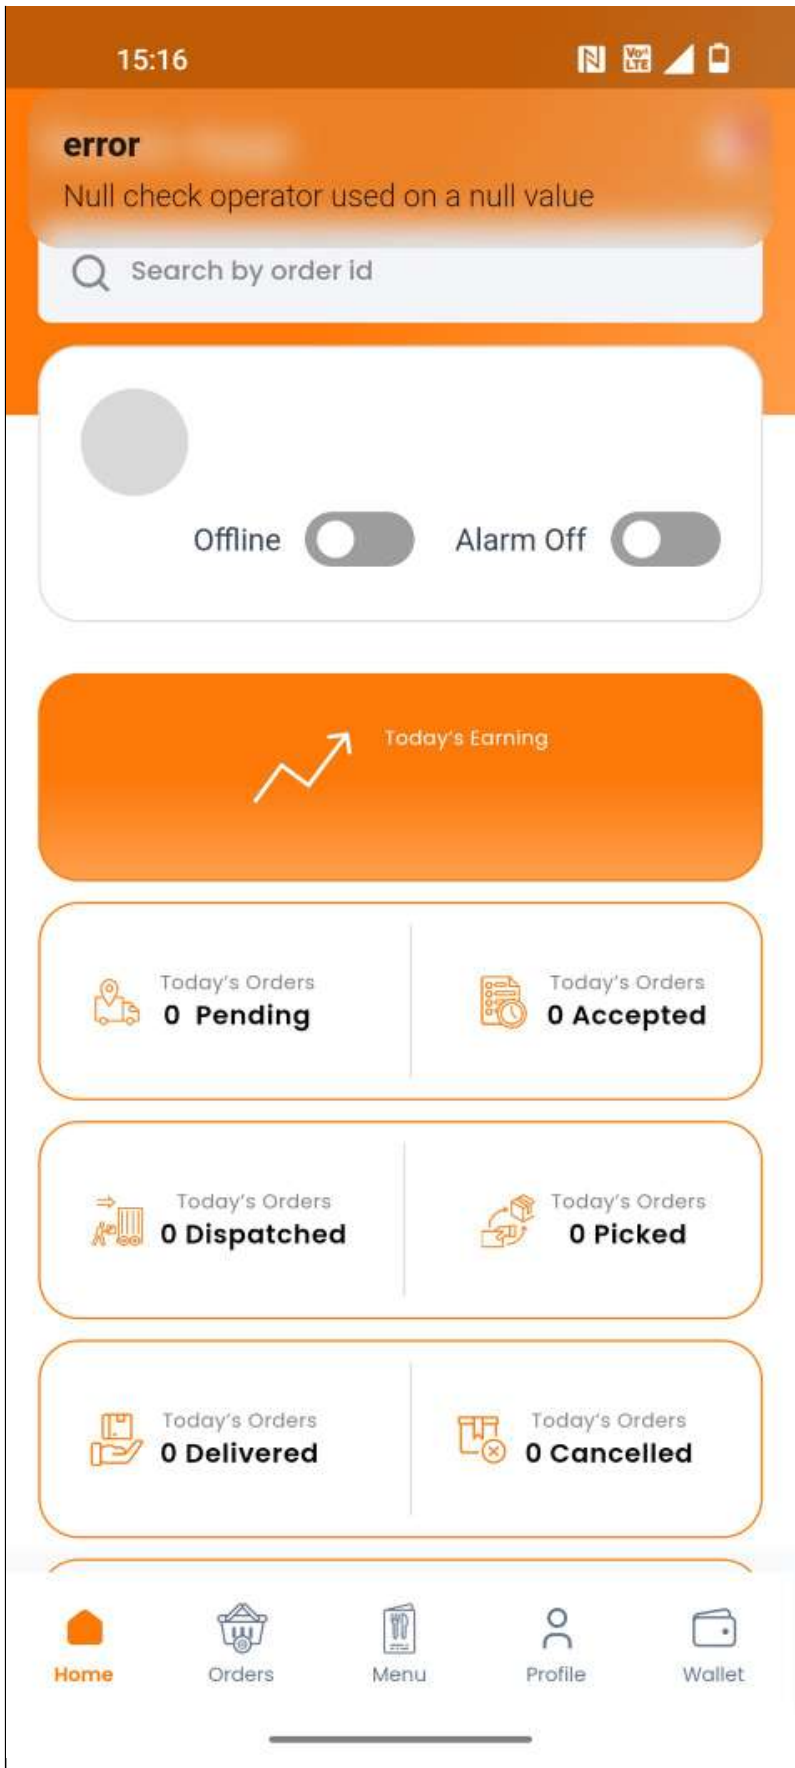 15:16
Vo LTE
error
Null check operator used on a null value
Search by order id
Offline
Alarm Off
Today's Earning
Today's Orders
0 Pending
Today's Orders
0 Accepted
Today's Orders
0 Dispatched
Today's Orders
0 Picked
Today's Orders
0 Delivered
Today's Orders
0 Cancelled
Home
Orders
Menu
Profile
Wallet